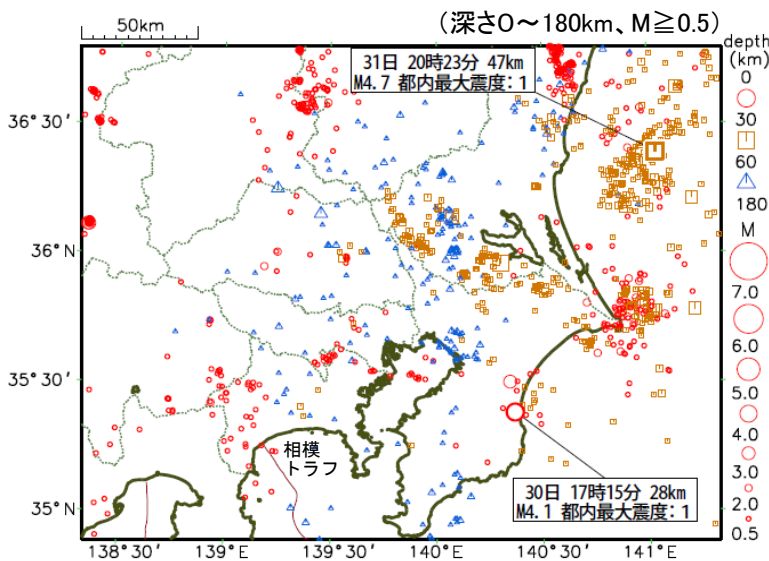 50km
(深さ0～180km、M≧0.5)
31日 20時23分 47km
M4.7 都内最大震度：1
depth
(km)
0
30
60
180
M
7.0
6.0
5.0
4.0
3.0
2.0
0.5
36°30′
36°N
35°30′
35°N
相模
トラフ
30日 17時15分 28km
M4.1 都内最大震度：1
138°30′
139°E
139°30′
140°E
140°30′
141°E